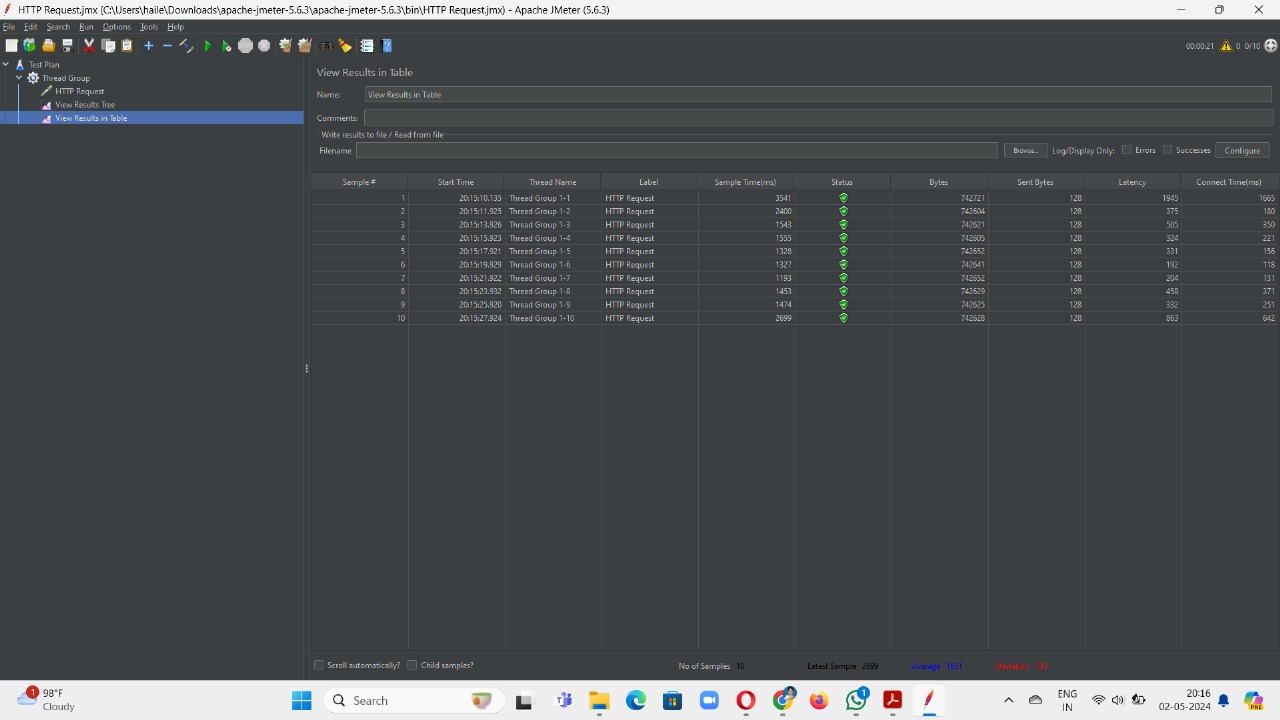 HTTP Request.jmx (C:\Users\haile\Downloads\apache-jmeter-5.6.3\apache-jmeter-5.6.3\bin\HTTP Request.jmx) - Apache JMeter (5.6.3)
File Edit Search Run Options Tools Help
00:00:21 0 0/10
Test Plan
Thread Group
HTTP Request
View Results Tree
View Results in Table
View Results in Table
Name: View Results in Table
Comments:
Write results to file / Read from file
Filename Browse... Log/Display Only: Errors Successes Configure
Sample # Start Time Thread Name Label Sample Time(ms) Status Bytes Sent Bytes Latency Connect Time(ms)
1 20:15:10.135 Thread Group 1-1 HTTP Request 3541 742721 128 1945 1665
2 20:15:11.925 Thread Group 1-2 HTTP Request 2400 742604 128 375 180
3 20:15:13.926 Thread Group 1-3 HTTP Request 1543 742621 128 505 350
4 20:15:15.923 Thread Group 1-4 HTTP Request 1555 742605 128 324 221
5 20:15:17.921 Thread Group 1-5 HTTP Request 1328 742652 128 331 156
6 20:15:19.929 Thread Group 1-6 HTTP Request 1327 742641 128 192 118
7 20:15:21.922 Thread Group 1-7 HTTP Request 1193 742652 128 204 131
8 20:15:23.932 Thread Group 1-8 HTTP Request 1453 742629 128 458 371
9 20:15:25.920 Thread Group 1-9 HTTP Request 1474 742625 128 332 251
10 20:15:27.924 Thread Group 1-10 HTTP Request 2699 742628 128 863 642
Scroll automatically? Child samples? No of Samples 10 Latest Sample 2699 Average 1851 Deviation 730
1 98°F
Cloudy
Search
1
ENG
IN
20:16
02-05-2024
PRE